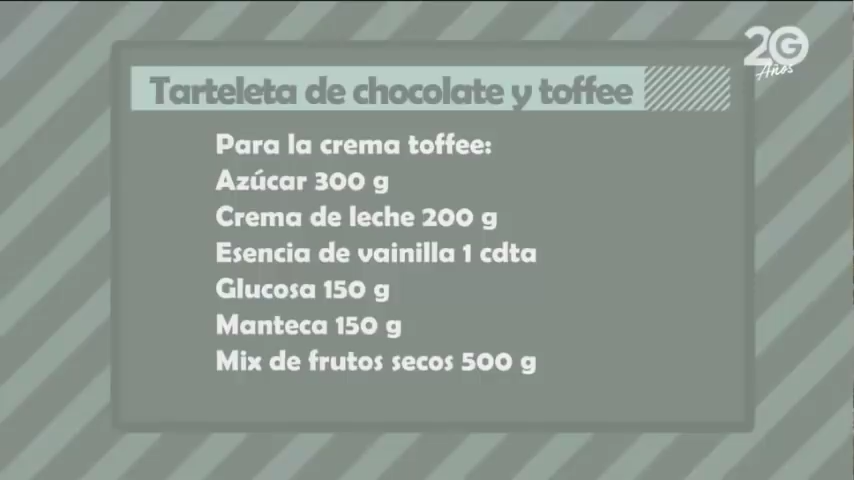 2G
Años
Tarteleta de chocolate y toffee
Para la crema toffee:
Azúcar 300 g
Crema de leche 200 g
Esencia de vainilla 1 cdta
Glucosa 150 g
Manteca 150 g
Mix de frutos secos 500 g